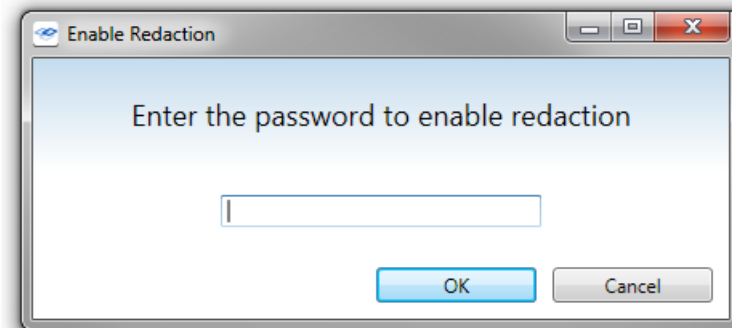 Enable Redaction
Enter the password to enable redaction
OK
Cancel